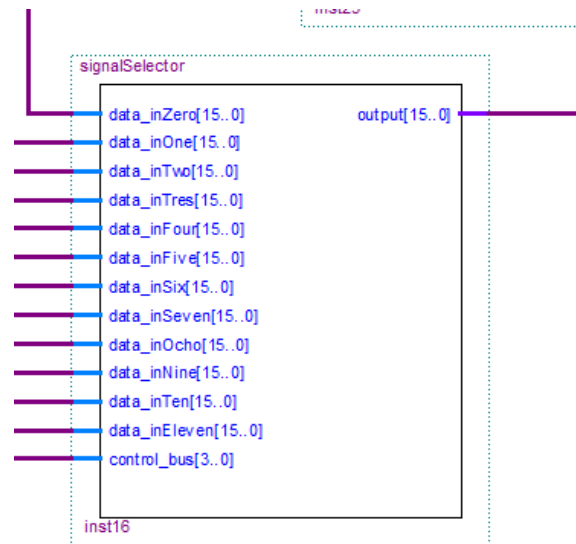 signalSelector
data_inZero[15..0] output[15..0]
data_inOne[15..0]
data_inTwo[15..0]
data_inTres[15..0]
data_inFour[15..0]
data_inFive[15..0]
data_inSix[15..0]
data_inSeven[15..0]
data_inOcho[15..0]
data_inNine[15..0]
data_inTen[15..0]
data_inEleven[15..0]
control_bus[3..0]
inst16